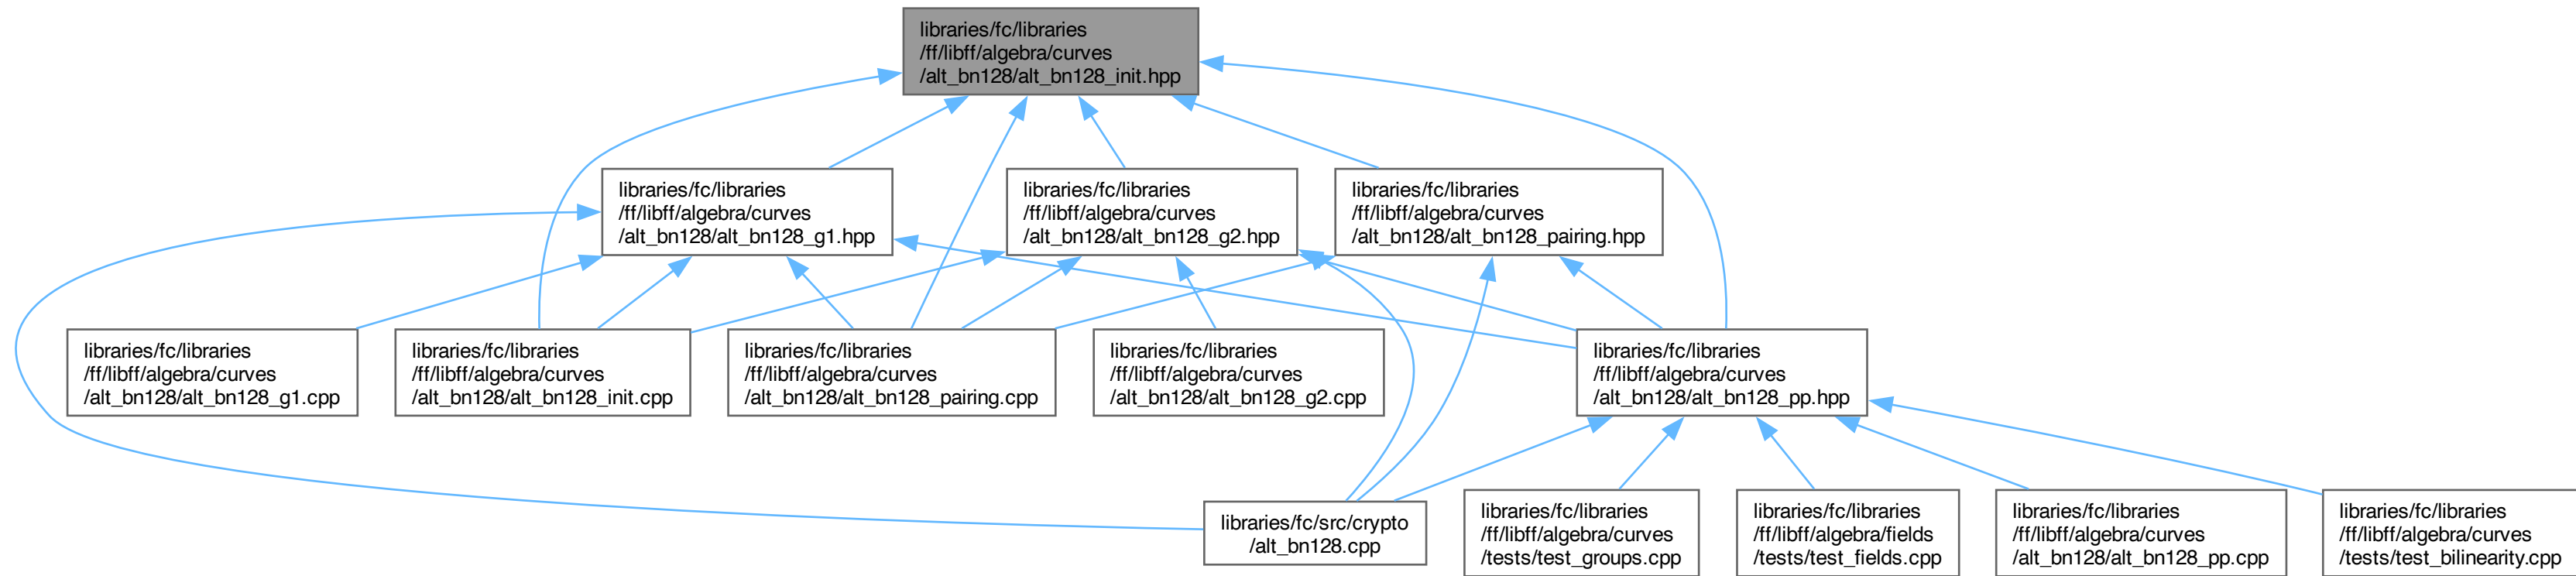 libraries/fc/libraries
/ff/libff/algebra/curves
/alt_bn128/alt_bn128_init.hpp
libraries/fc/libraries
/ff/libff/algebra/curves
/alt_bn128/alt_bn128_g1.hpp
libraries/fc/libraries
/ff/libff/algebra/curves
/alt_bn128/alt_bn128_g2.hpp
libraries/fc/libraries
/ff/libff/algebra/curves
/alt_bn128/alt_bn128_pairing.hpp
libraries/fc/libraries
/ff/libff/algebra/curves
/alt_bn128/alt_bn128_g1.cpp
libraries/fc/libraries
/ff/libff/algebra/curves
/alt_bn128/alt_bn128_init.cpp
libraries/fc/libraries
/ff/libff/algebra/curves
/alt_bn128/alt_bn128_pairing.cpp
libraries/fc/libraries
/ff/libff/algebra/curves
/alt_bn128/alt_bn128_g2.cpp
libraries/fc/libraries
/ff/libff/algebra/curves
/alt_bn128/alt_bn128_pp.hpp
libraries/fc/src/crypto
/alt_bn128.cpp
libraries/fc/libraries
/ff/libff/algebra/curves
/tests/test_groups.cpp
libraries/fc/libraries
/ff/libff/algebra/fields
/tests/test_fields.cpp
libraries/fc/libraries
/ff/libff/algebra/curves
/alt_bn128/alt_bn128_pp.cpp
libraries/fc/libraries
/ff/libff/algebra/curves
/tests/test_bilinearity.cpp